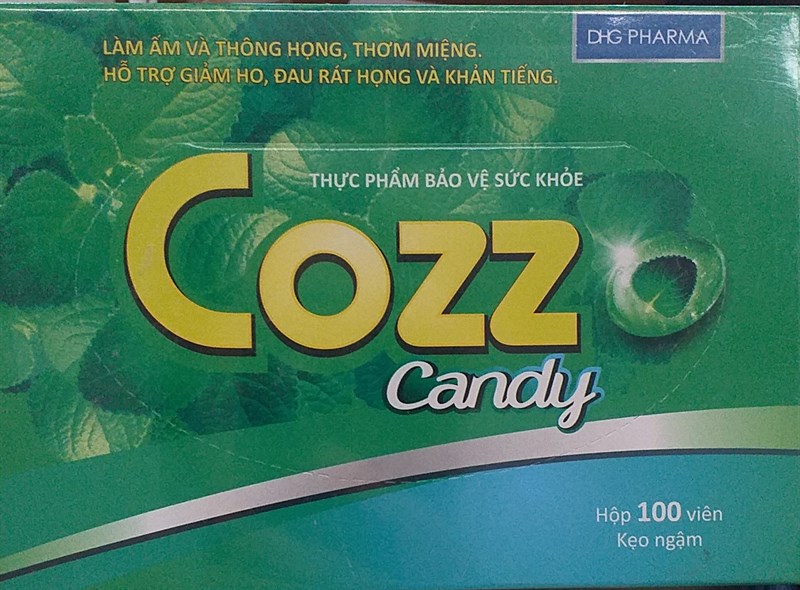 DHG PHARMA
LÀM ẤM VÀ THÔNG HỌNG, THƠM MIỆNG.
HỖ TRỢ GIẢM HO, ĐAU RÁT HỌNG VÀ KHẢN TIẾNG.
THỰC PHẨM BẢO VỆ SỨC KHỎE
COZZ
Candy
Hộp 100 viên
Kẹo ngậm